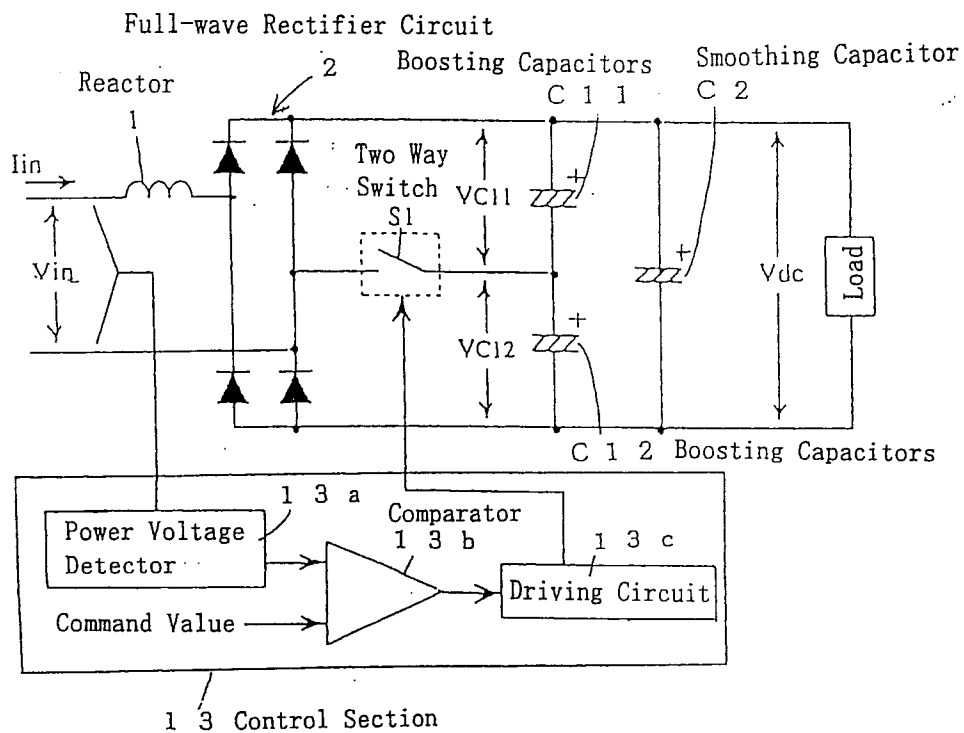 Full-wave Rectifier Circuit
2
Boosting Capacitors
C 1 1
Smoothing Capacitor
C 2
Reactor
1
Iin
Two Way
Switch
S1
VC11
+
Vin
+
Vdc
Load
VC12
+
C 1 2 Boosting Capacitors
1 3 a
Power Voltage
Detector
Comparator
1 3 b
1 3 c
Driving Circuit
Command Value
1 3 Control Section